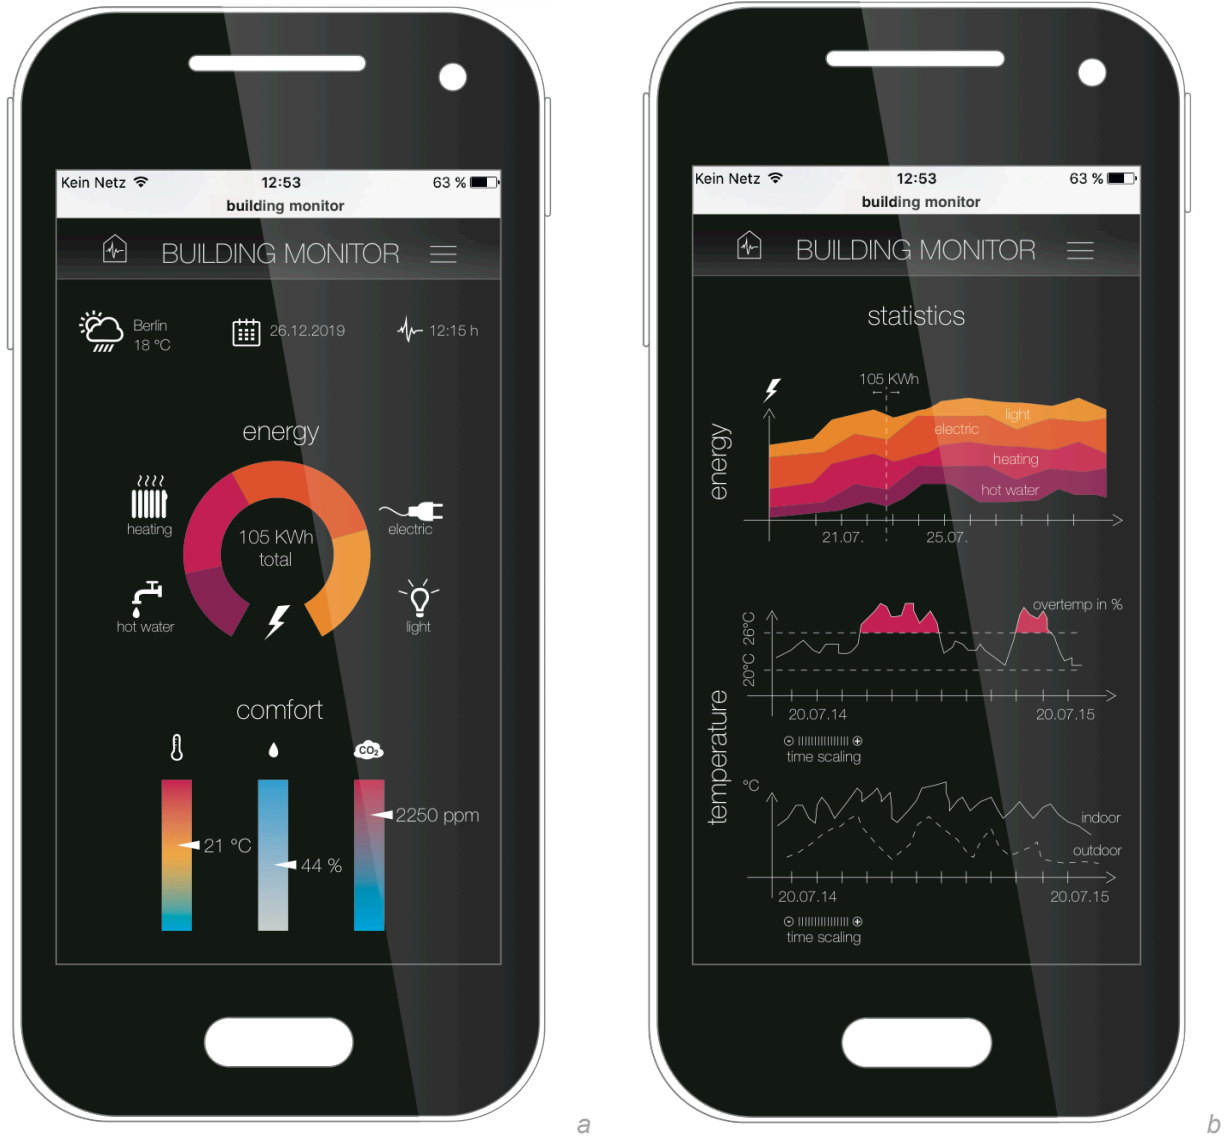 Kein Netz 12:53 63 %
building monitor
BUILDING MONITOR
Berlin
18 °C
26.12.2019
12:15 h
energy
heating
electric
105 KWh
total
hot water
light
comfort
CO₂
21 °C
44 %
2250 ppm
a
Kein Netz 12:53 63 %
building monitor
BUILDING MONITOR
statistics
energy
105 KWh
light
electric
heating
hot water
21.07.
25.07.
temperature
overtemp in %
26°C
20°C
20.07.14
20.07.15
time scaling
°C
indoor
outdoor
20.07.14
20.07.15
time scaling
b